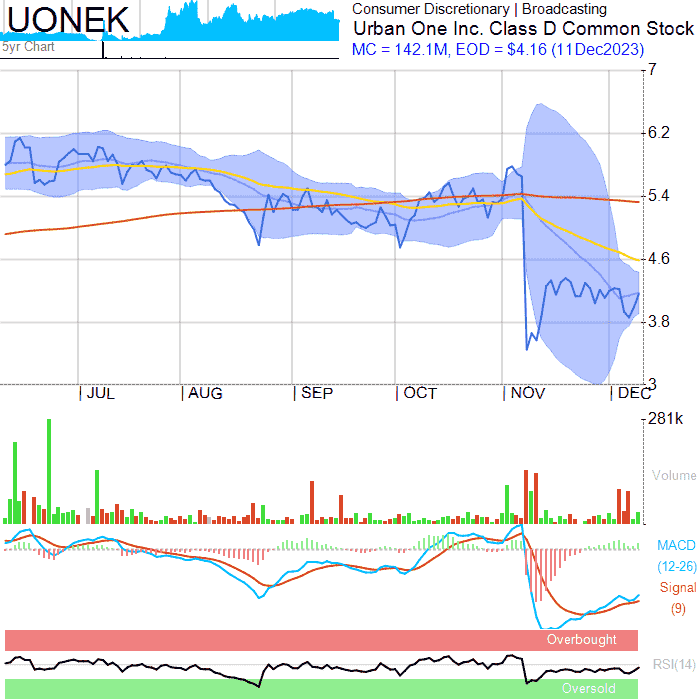 UONEK
5yr Chart
Consumer Discretionary | Broadcasting
Urban One Inc. Class D Common Stock
MC = 142.1M, EOD = $4.16 (11Dec2023)
7
6.2
5.4
4.6
3.8
3
JUL AUG SEP OCT NOV DEC
281k
Volume
MACD
(12-26)
Signal
(9)
Overbought
RSI(14)
Oversold